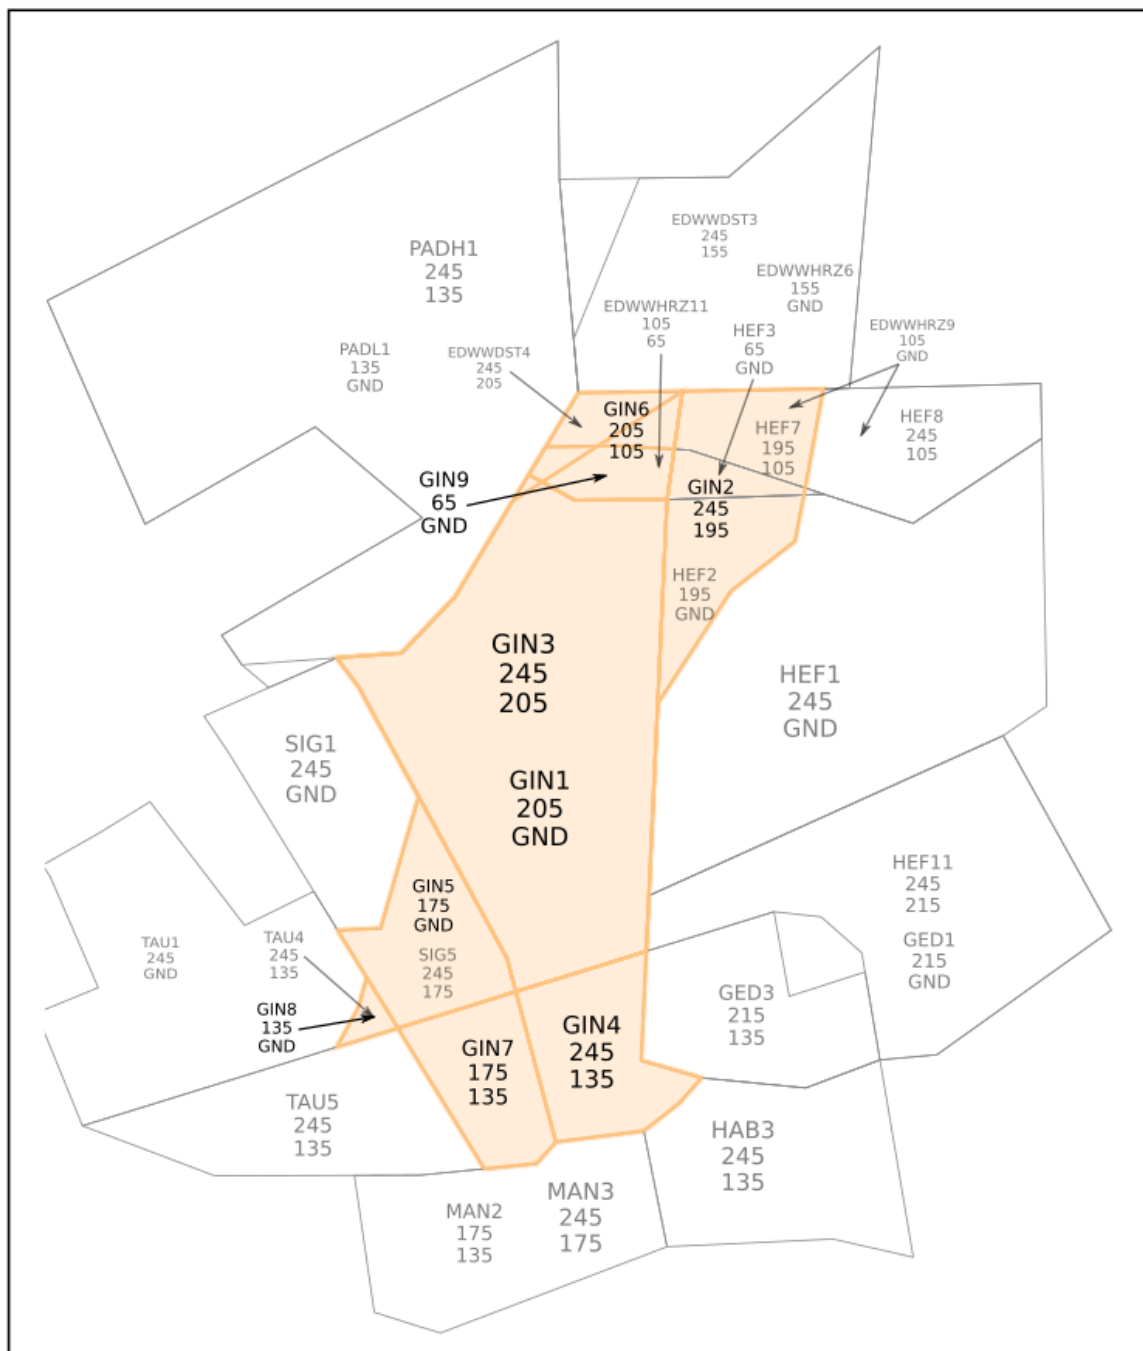 EDWWDST3
245
155
PADH1
245
135
EDWWHRZ6
155
GND
EDWWHRZ11
105
65
HEF3
65
GND
EDWWHRZ9
105
GND
PADL1
135
GND
EDWWDST4
245
205
GIN6
205
105
HEF7
195
105
HEF8
245
105
GIN9
65
GND
GIN2
245
195
HEF2
195
GND
GIN3
245
205
HEF1
245
GND
SIG1
245
GND
GIN1
205
GND
HEF11
245
215
GIN5
175
GND
TAU1
245
GND
TAU4
245
135
GED1
215
GND
SIG5
245
175
GED3
215
135
GIN8
135
GND
GIN4
245
135
GIN7
175
135
TAU5
245
135
HAB3
245
135
MAN3
245
175
MAN2
175
135